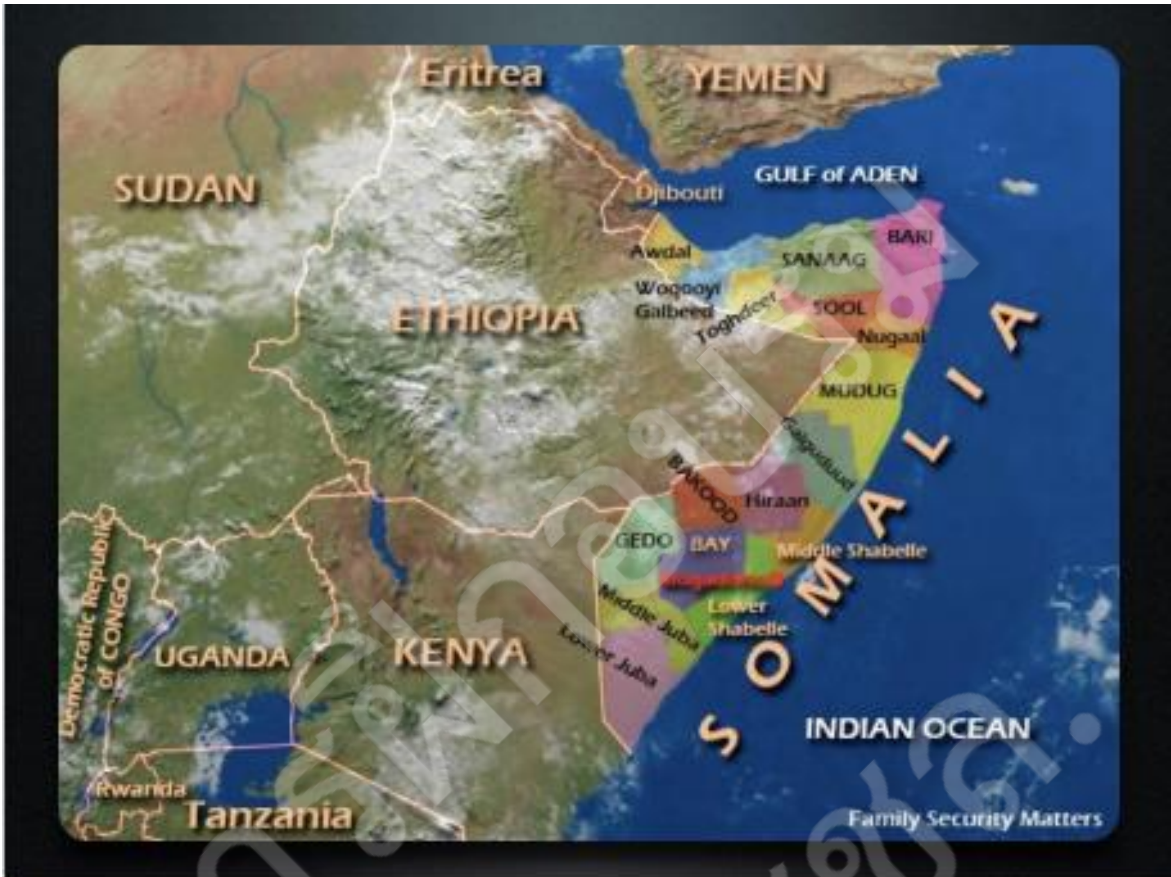 Eritrea
YEMEN
SUDAN
GULF of ADEN
Djibouti
BARI
Awdal
SANAAG
Woqooyi
Galbeed
Toghdeer
SOOL
ETHIOPIA
Nugaal
MUDUG
Galguduud
BAKOOD
Hiraan
GEDO
BAY
Middle Shabelle
Middle Juba
Lower
Shabelle
Lower Juba
SOMALIA
Democratic Republic
of CONGO
UGANDA
KENYA
INDIAN OCEAN
Rwanda
Tanzania
Family Security Matters